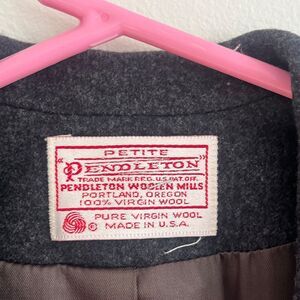 PETITE
"PENDLETON"
TRADE MARK REG. U.S. PAT. OFF.
PENDLETON WOOLEN MILLS
PORTLAND, OREGON
100% VIRGIN WOOL
®
PURE VIRGIN WOOL
MADE IN U.S.A.